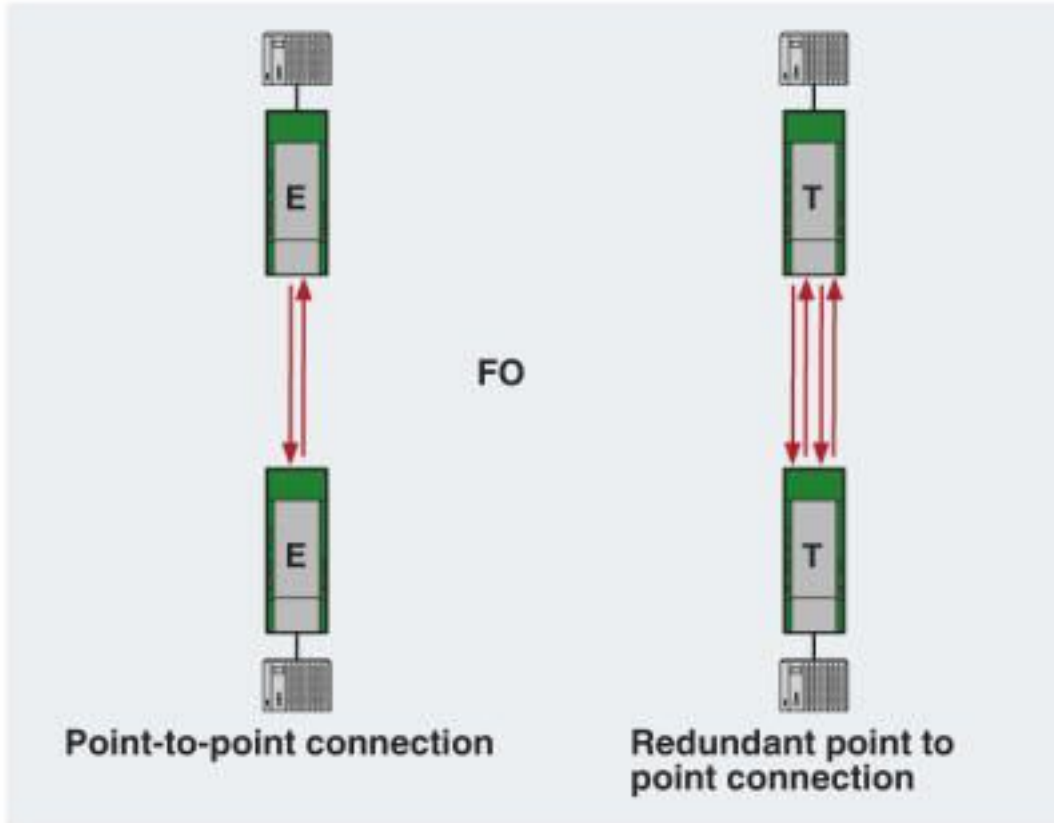 E
T
FO
E
T
Point-to-point connection
Redundant point to
point connection